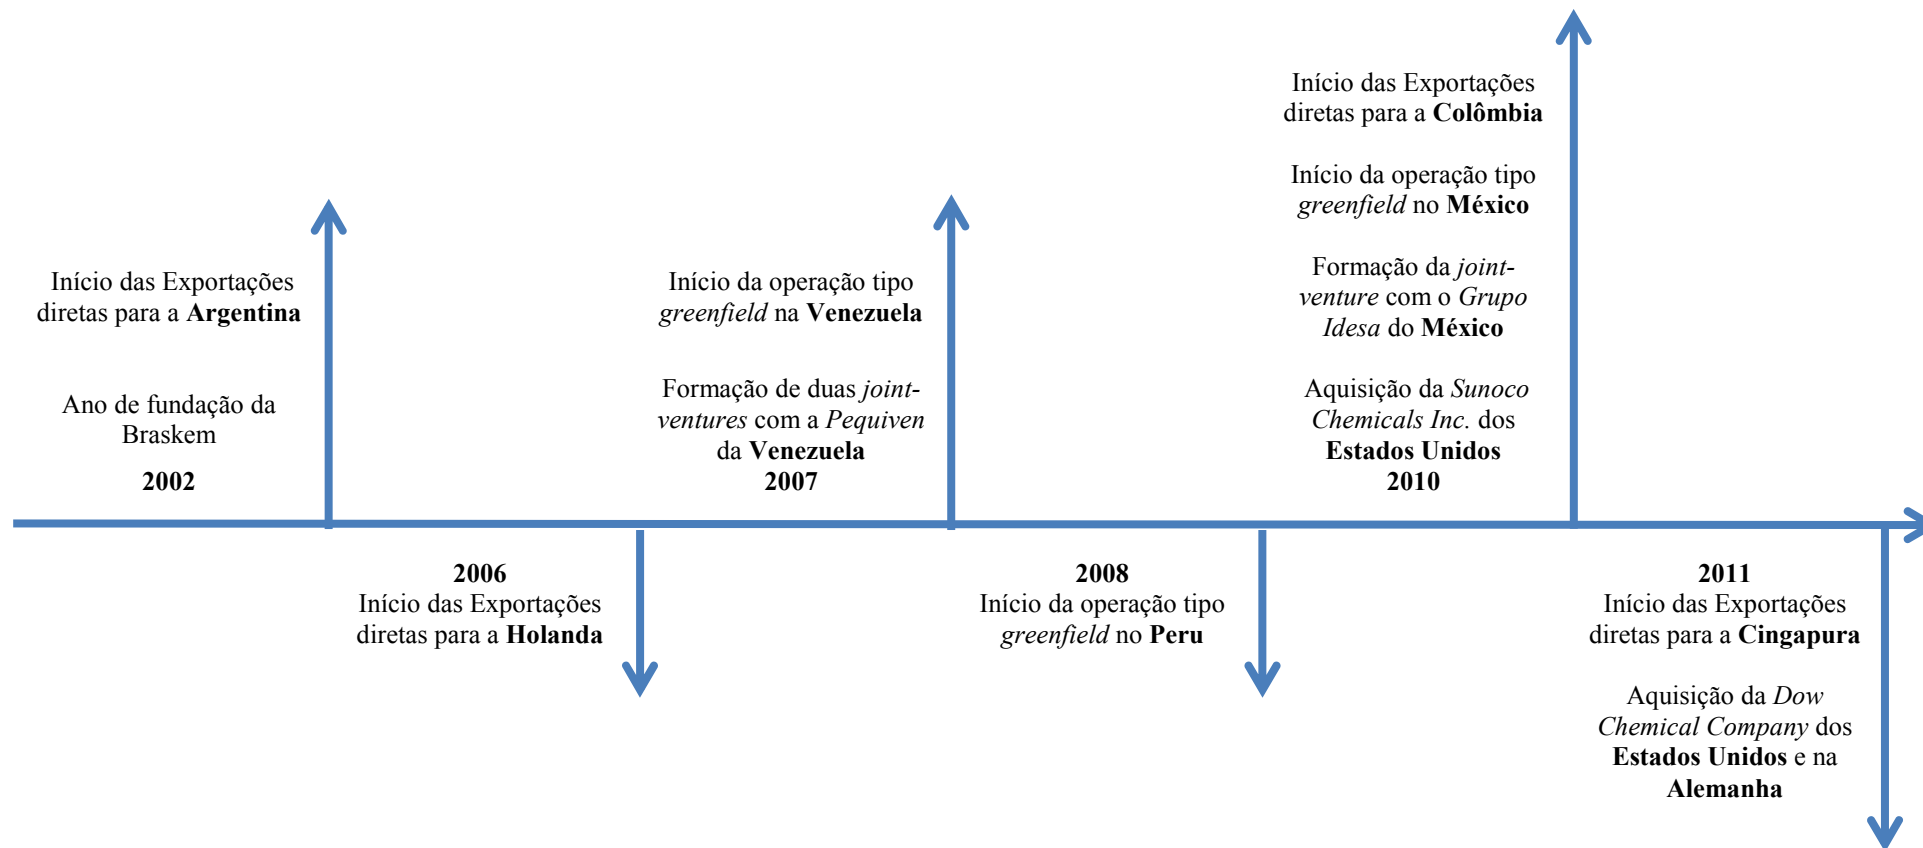 Início das Exportações
diretas para a Argentina
Ano de fundação da
Braskem
2002
2006
Início das Exportações
diretas para a Holanda
Início da operação tipo
greenfield na Venezuela
Formação de duas joint-
ventures com a Pequiven
da Venezuela
2007
2008
Início da operação tipo
greenfield no Peru
Início das Exportações
diretas para a Colômbia
Início da operação tipo
greenfield no México
Formação da joint-
venture com o Grupo
Idesa do México
Aquisição da Sunoco
Chemicals Inc. dos
Estados Unidos
2010
2011
Início das Exportações
diretas para a Cingapura
Aquisição da Dow
Chemical Company dos
Estados Unidos e na
Alemanha